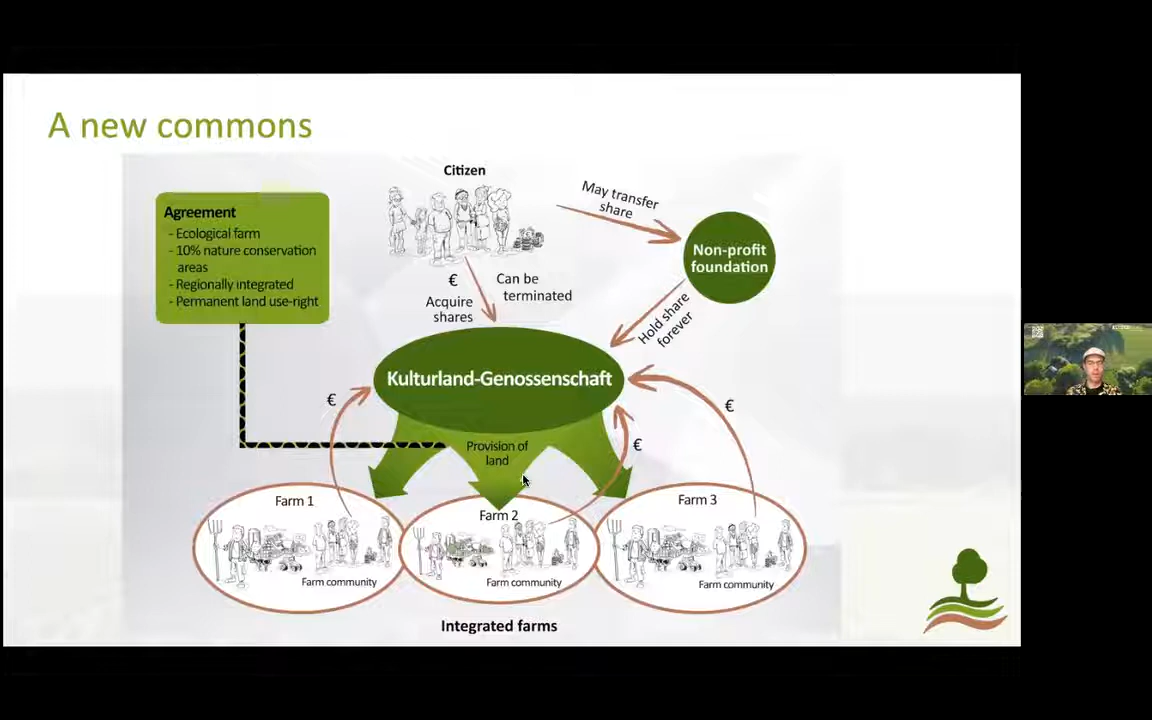 A new commons
Citizen
Agreement
- Ecological farm
- 10% nature conservation
areas
- Regionally integrated
- Permanent land use-right
May transfer
share
Non-profit
foundation
€
Acquire
shares
Can be
terminated
Hold share
forever
Kulturland-Genossenschaft
€
€
€
Provision of
land
Farm 1
Farm community
Farm 2
Farm community
Farm 3
Farm community
Integrated farms